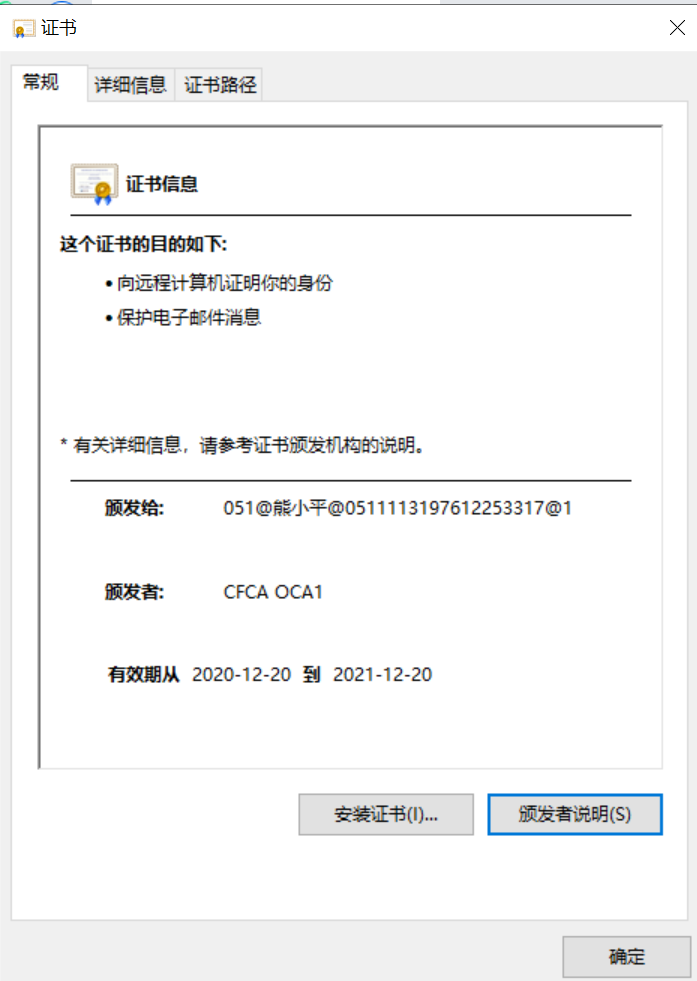 证书
常规 详细信息 证书路径
证书信息
这个证书的目的如下:
• 向远程计算机证明你的身份
• 保护电子邮件消息
* 有关详细信息，请参考证书颁发机构的说明。
颁发给: 051@熊小平@0511113197612253317@1
颁发者: CFCA OCA1
有效期从 2020-12-20 到 2021-12-20
安装证书(I)... 颁发者说明(S)
确定